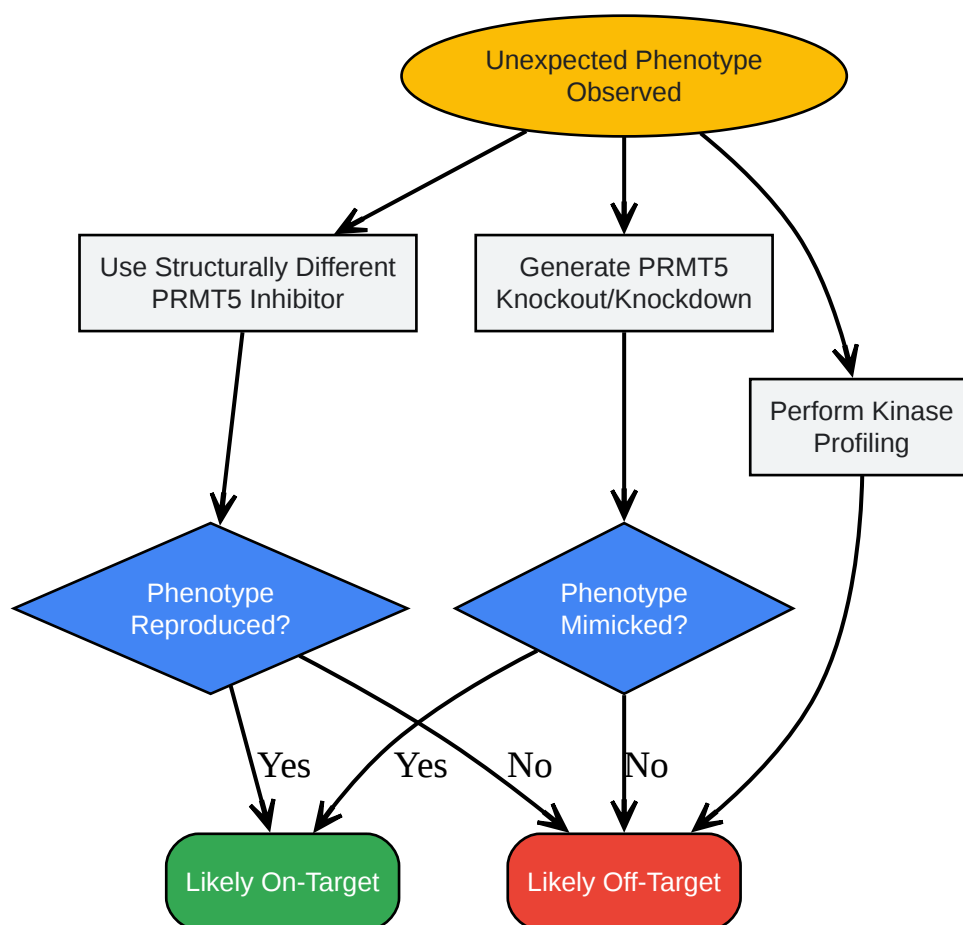 Unexpected Phenotype
Observed
Use Structurally Different
PRMT5 Inhibitor
Generate PRMT5
Knockout/Knockdown
Perform Kinase
Profiling
Phenotype
Reproduced?
Phenotype
Mimicked?
Yes
Yes
No
No
Likely On-Target
Likely Off-Target